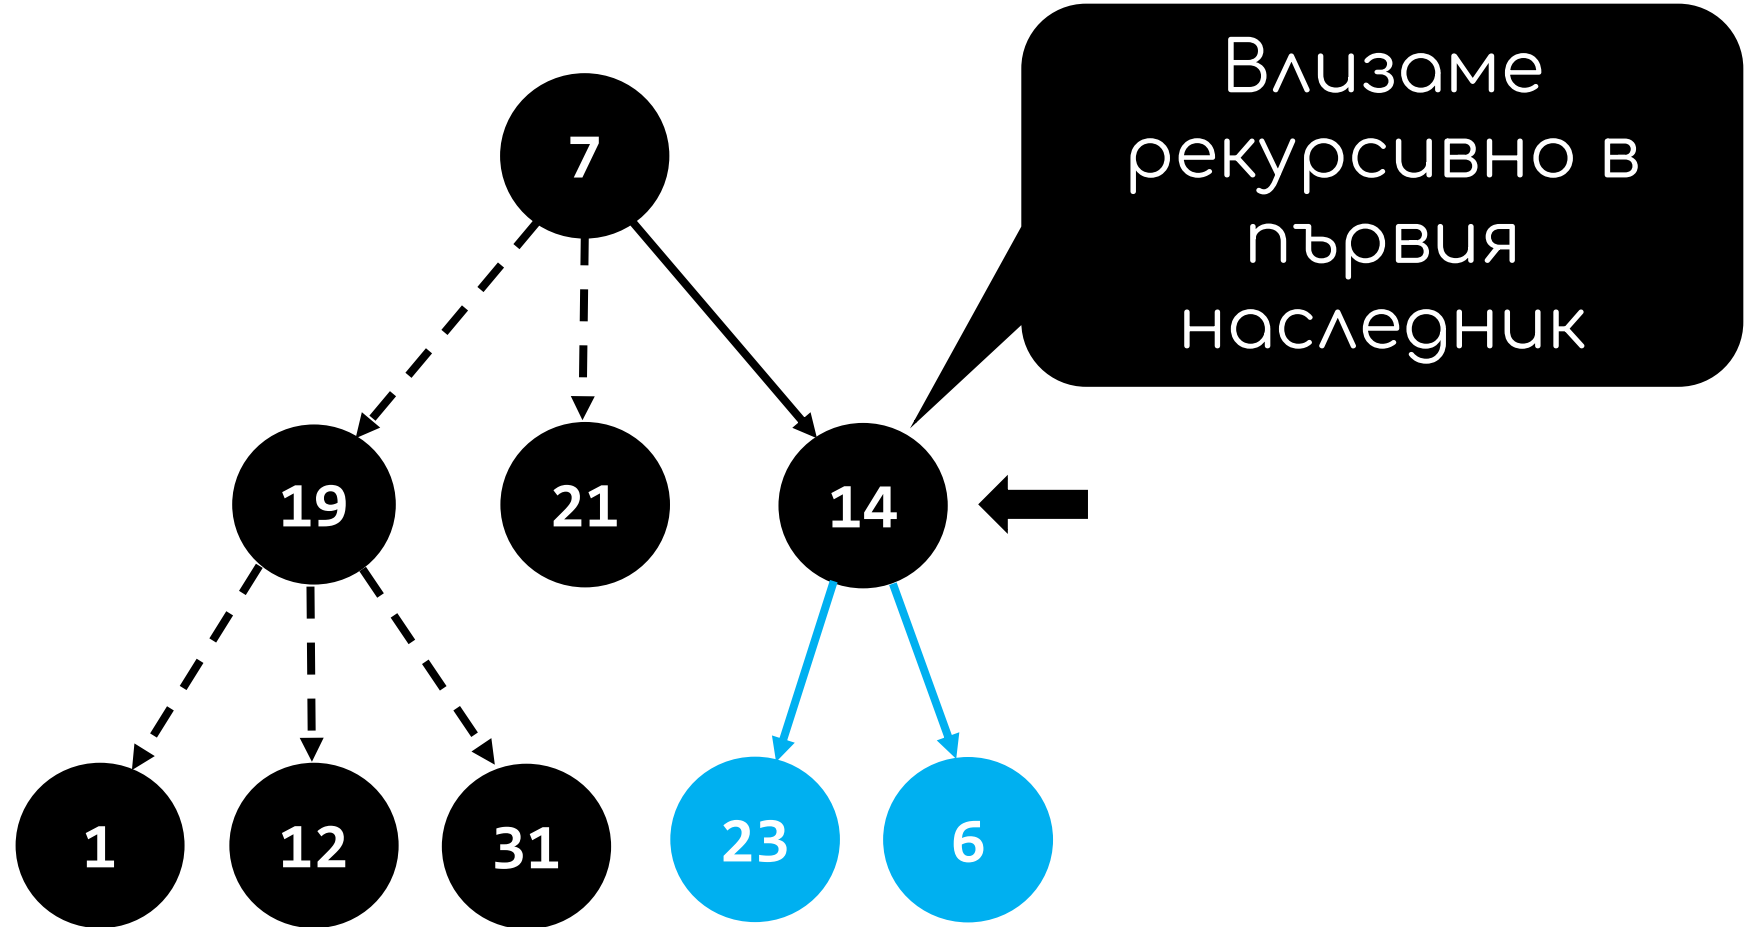 Влизаме
рекурсивно в
първия
наследник
7
19
21
14
1
12
31
23
6